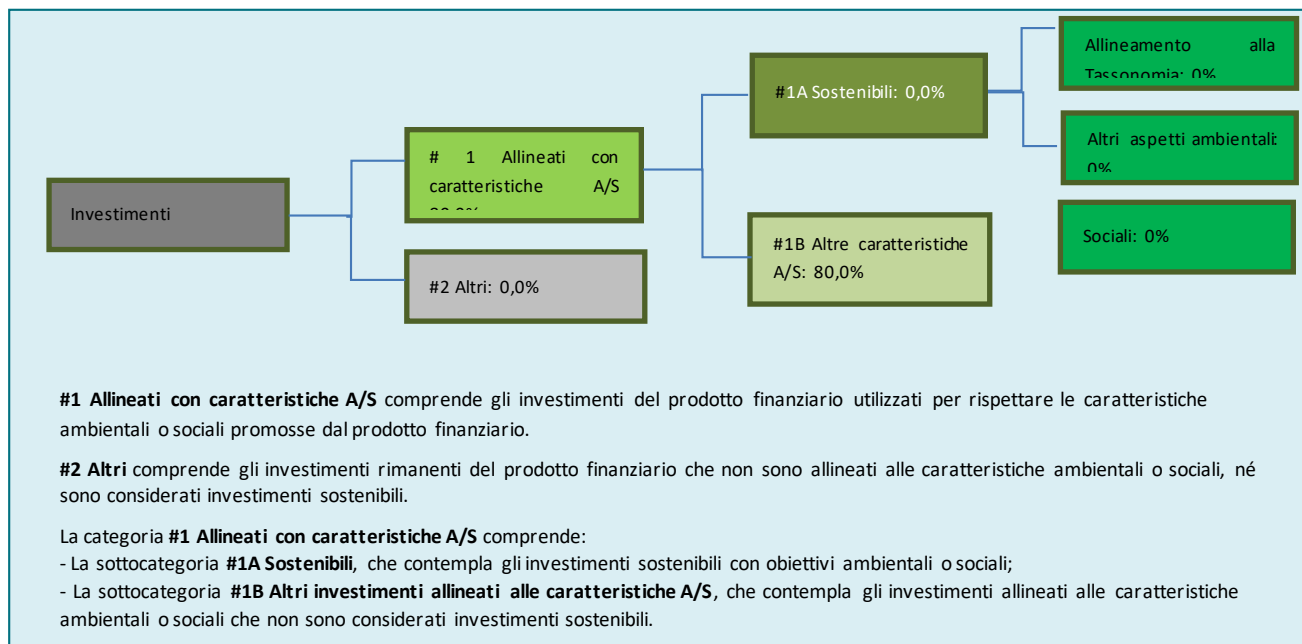 Allineamento alla
Tassonomia: 0%
#1A Sostenibili: 0,0%
Altri aspetti ambientali:
0%
# 1 Allineati con
caratteristiche A/S
Investimenti
Sociali: 0%
#1B Altre caratteristiche
A/S: 80,0%
#2 Altri: 0,0%
#1 Allineati con caratteristiche A/S comprende gli investimenti del prodotto finanziario utilizzati per rispettare le caratteristiche
ambientali o sociali promosse dal prodotto finanziario.
#2 Altri comprende gli investimenti rimanenti del prodotto finanziario che non sono allineati alle caratteristiche ambientali o sociali, né
sono considerati investimenti sostenibili.
La categoria #1 Allineati con caratteristiche A/S comprende:
- La sottocategoria #1A Sostenibili, che contempla gli investimenti sostenibili con obiettivi ambientali o sociali;
- La sottocategoria #1B Altri investimenti allineati alle caratteristiche A/S, che contempla gli investimenti allineati alle caratteristiche
ambientali o sociali che non sono considerati investimenti sostenibili.